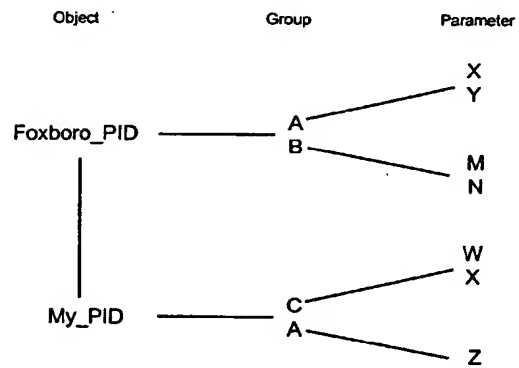 Object Group Parameter
X
Y
Foxboro_PID A
B
M
N
W
X
My_PID C
A
Z